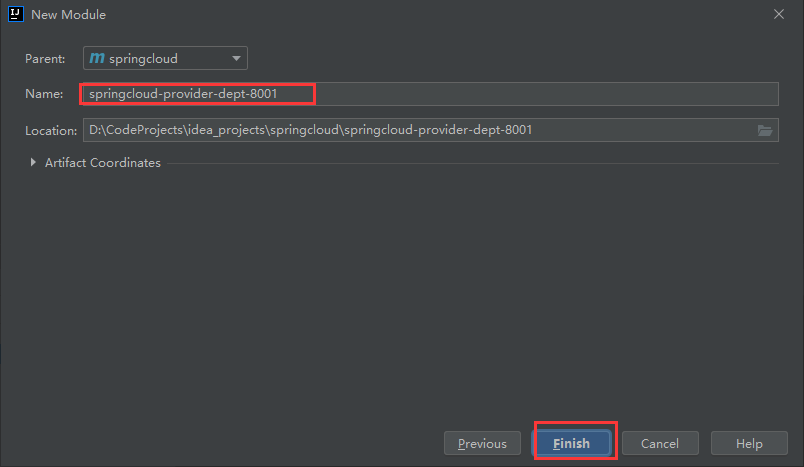 New Module
Parent: springcloud
Name: springcloud-provider-dept-8001
Location: D:\CodeProjects\idea_projects\springcloud\springcloud-provider-dept-8001
Artifact Coordinates
Previous Finish Cancel Help